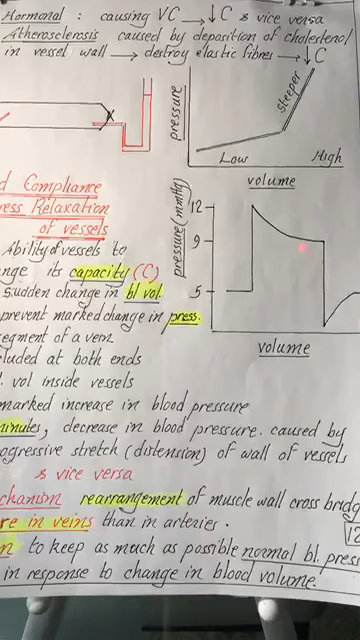 Hormonal : causing VC → ↓ C & vice versa
Atherosclerosis caused by deposition of cholesterol
in vessel wall → destroy elastic fibres → ↓ C
pressure
steeper
Low High
volume
d Compliance
ress Relaxation
of vessels
Ability of vessels to
nge its capacity (C)
sudden change in bl vol.
prevent marked change in press.
segment of a vein
luded at both ends
vol inside vessels
marked increase in blood pressure
minutes, decrease in blood pressure. caused by
ogressive stretch (distension) of wall of vessels
& vice versa
chanism rearrangement of muscle wall cross bridg
re in veins than in arteries.
n to keep as much as possible normal bl. press
in response to change in blood volume.
pressure (mmHg)
12
9
5
volume